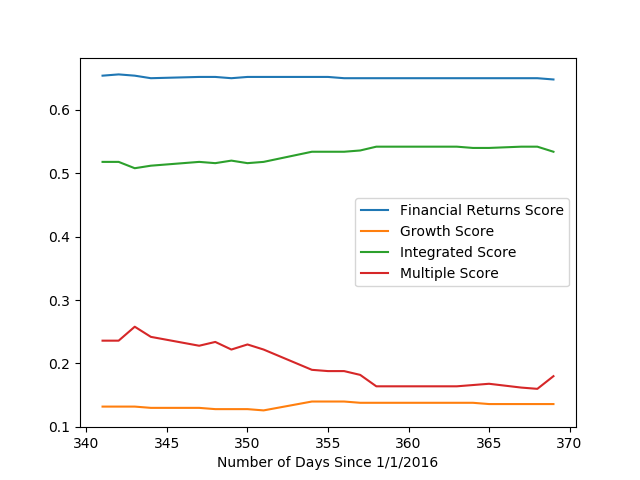 0.6
0.5
0.4
0.3
0.2
0.1
Financial Returns Score
Growth Score
Integrated Score
Multiple Score
340 345 350 355 360 365 370
Number of Days Since 1/1/2016